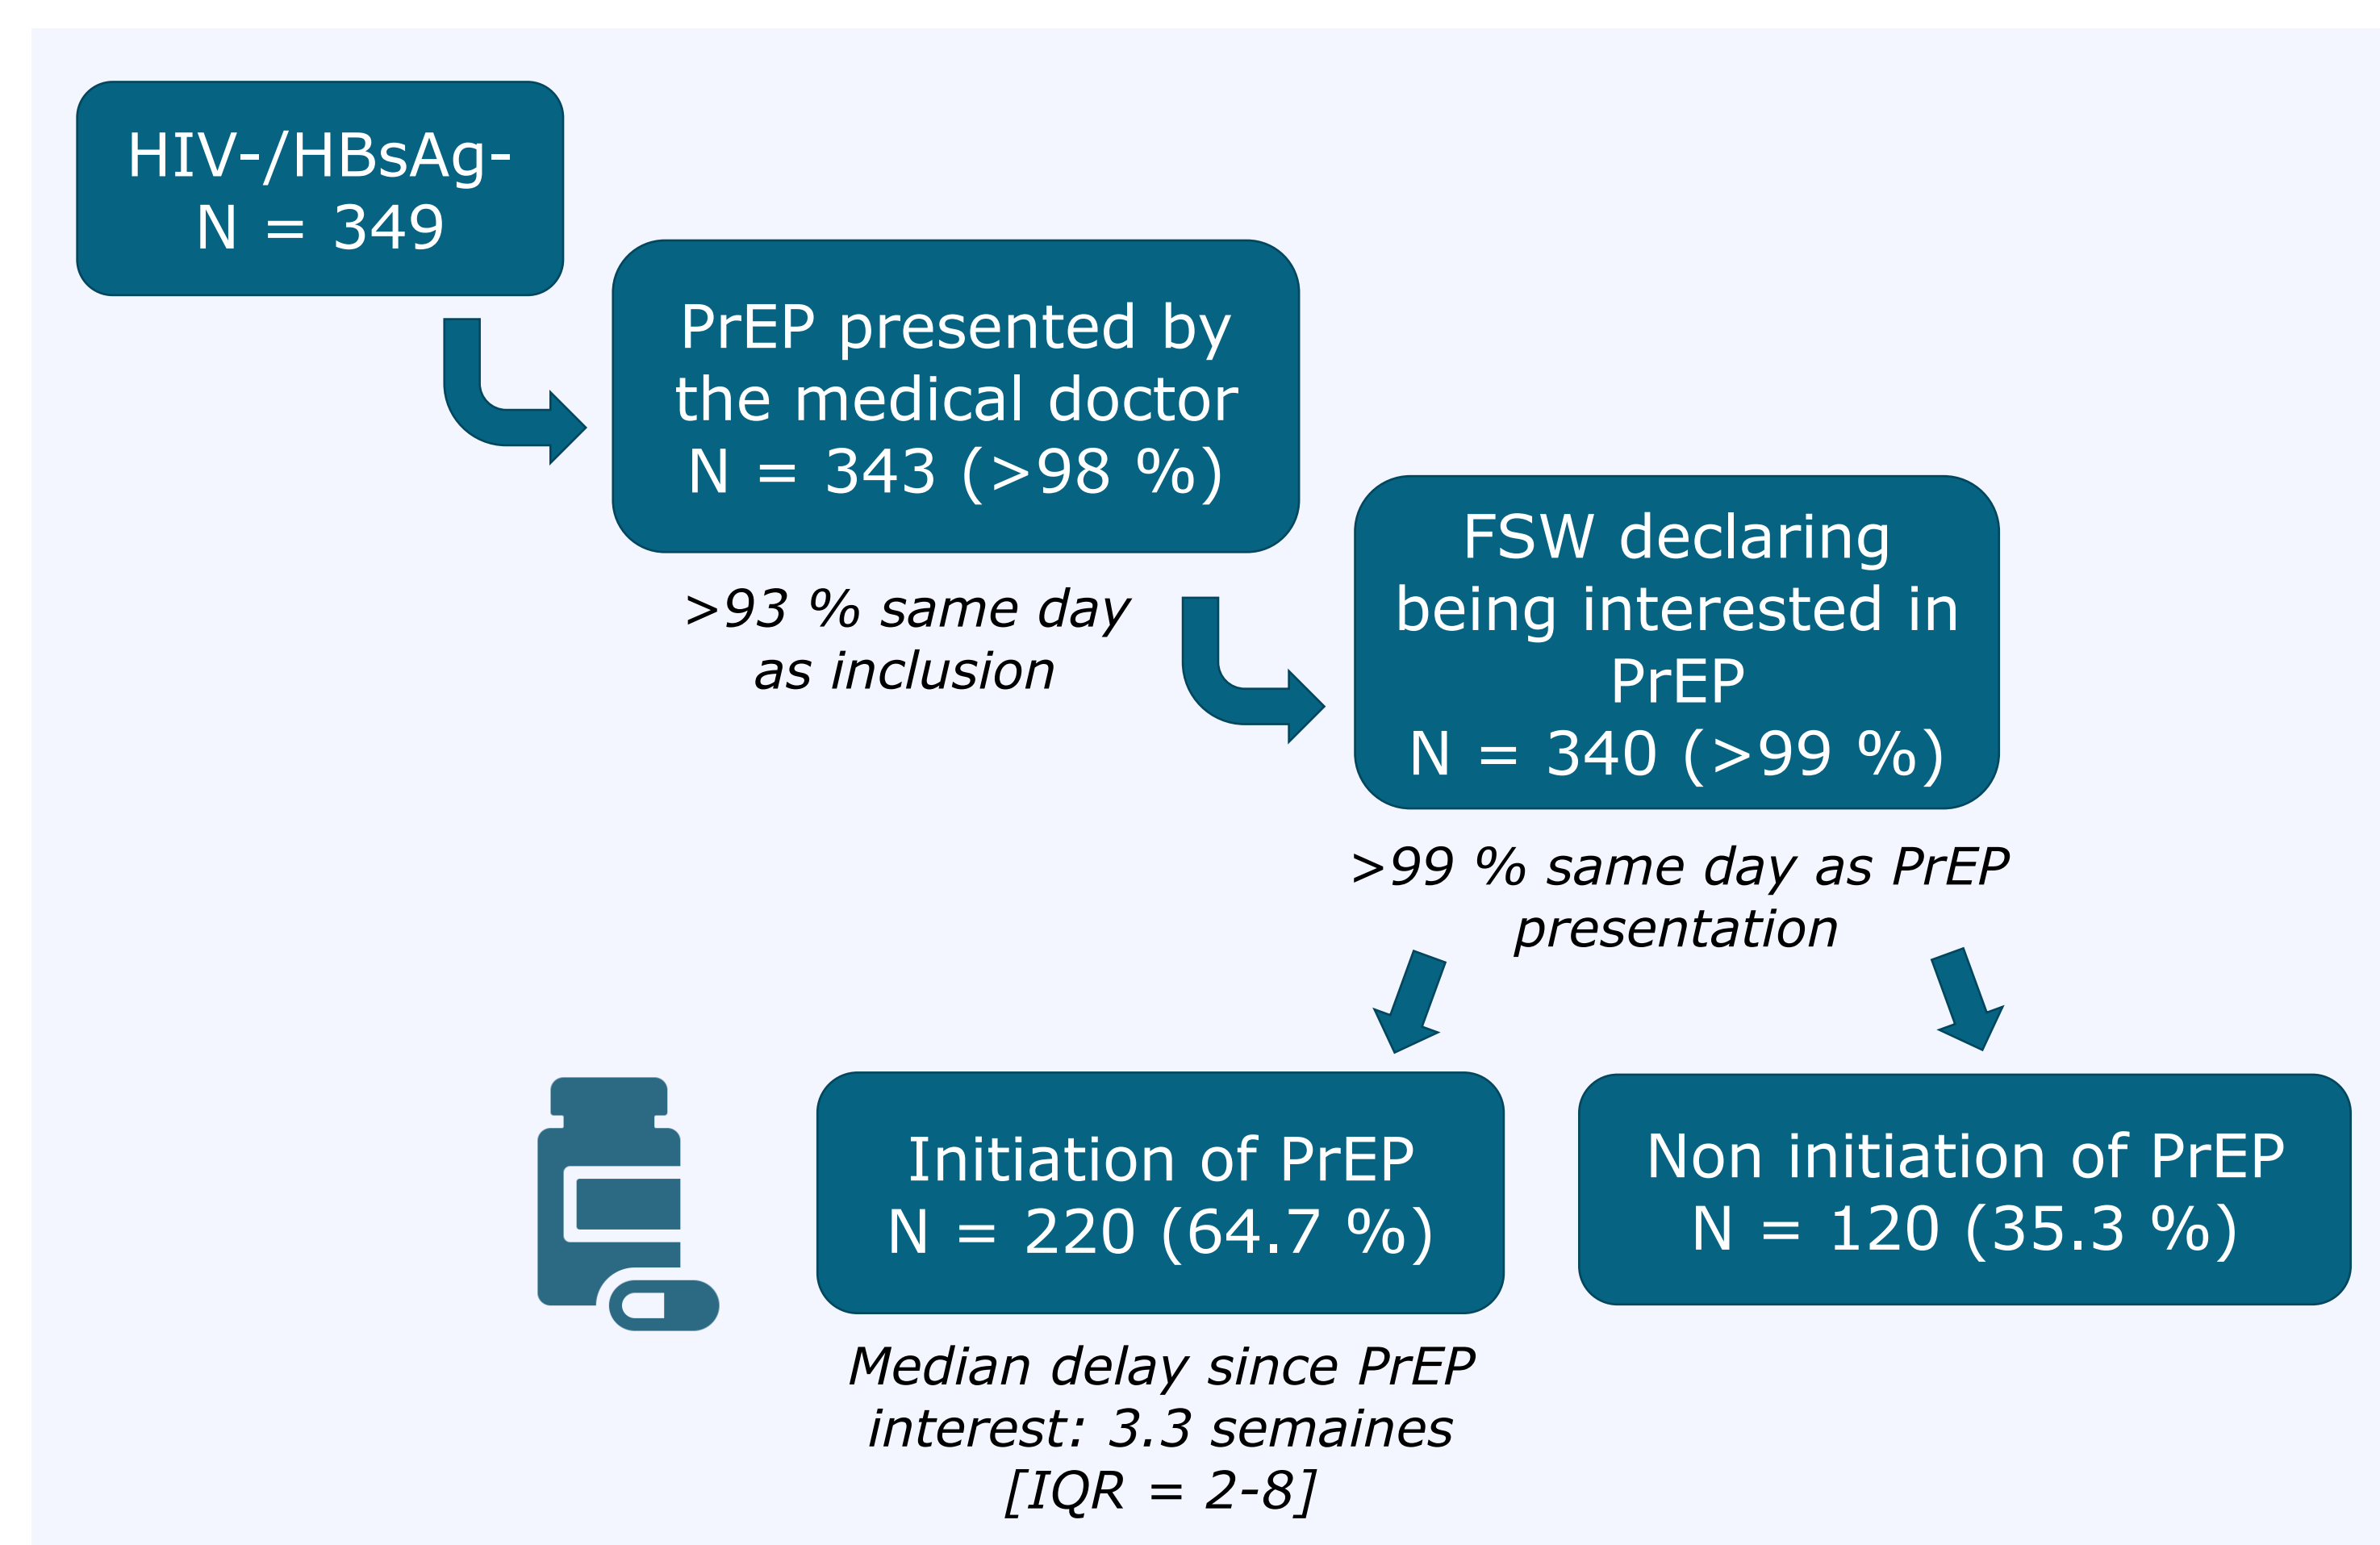 HIV-/HBsAg-
N = 349
PrEP presented by
the medical doctor
N = 343 (>98 %)
>93 % same day
as inclusion
FSW declaring
being interested in
PrEP
N = 340 (>99 %)
>99 % same day as PrEP
presentation
Initiation of PrEP
N = 220 (64.7 %)
Median delay since PrEP
interest: 3.3 semaines
[IQR = 2-8]
Non initiation of PrEP
N = 120 (35.3 %)